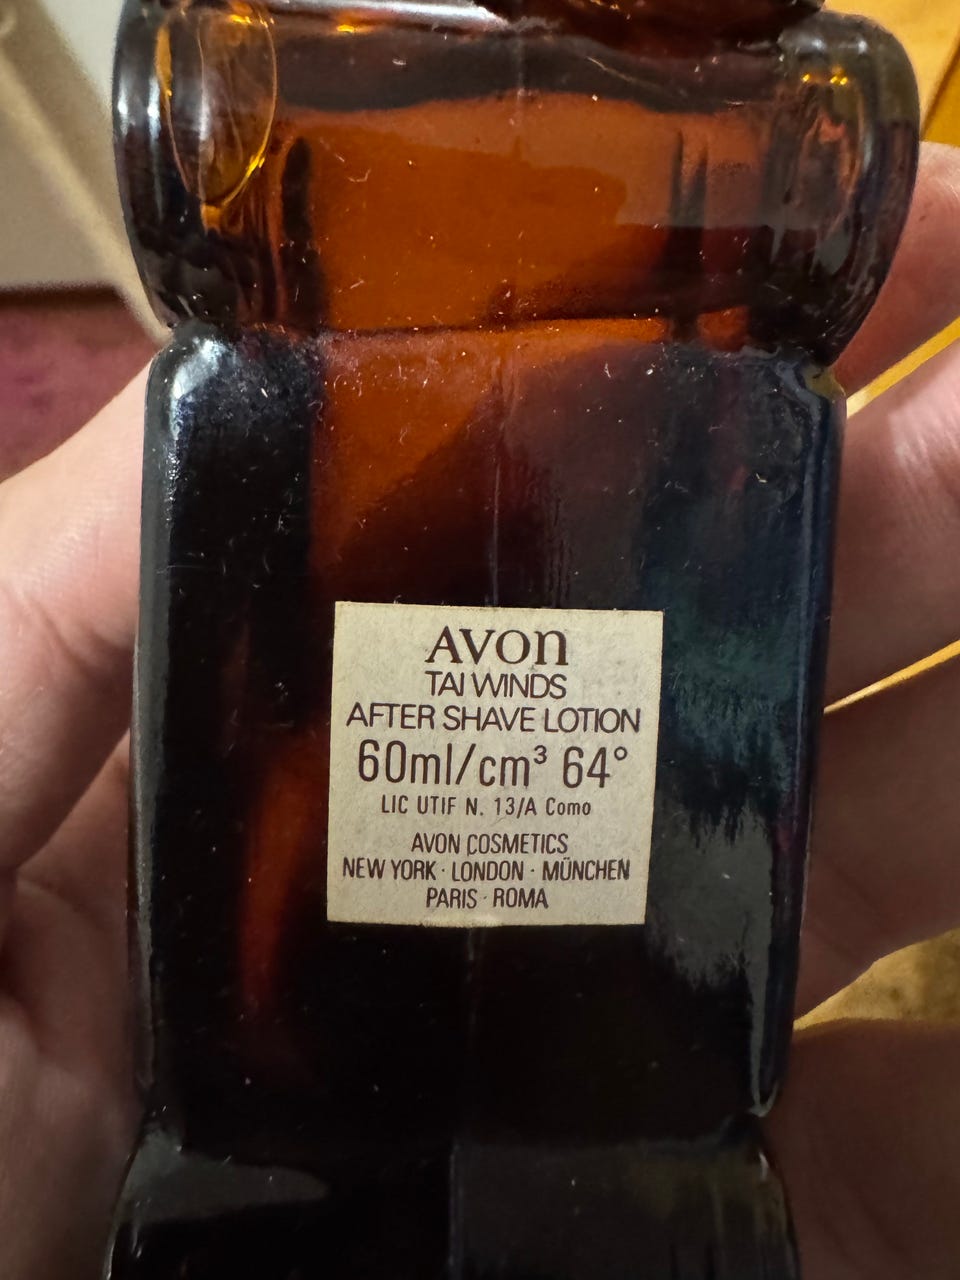 AVON
TAI WINDS
AFTER SHAVE LOTION
60ml/cm³ 64°
LIC UTIF N. 13/A Como
AVON COSMETICS
NEW YORK · LONDON · MÜNCHEN
PARIS · ROMA